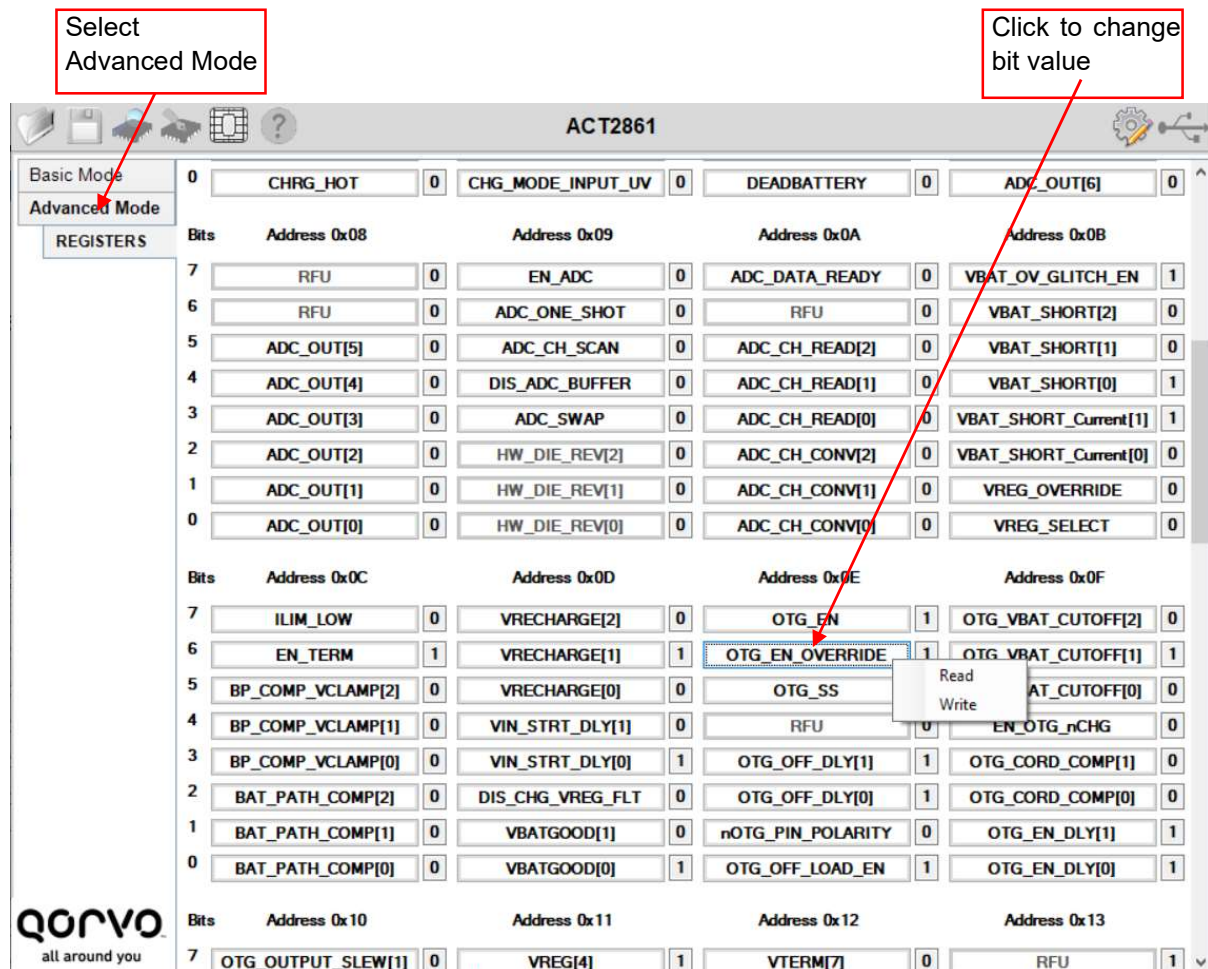 Select
Advanced Mode
Click to change
bit value
ACT2861
Basic Mode
Advanced Mode
REGISTERS
0 CHRG_HOT 0 CHG_MODE_INPUT_UV 0 DEADBATTERY 0 ADC_OUT[6] 0
Bits Address 0x08 Address 0x09 Address 0x0A Address 0x0B
7 RFU 0 EN_ADC 0 ADC_DATA_READY 0 VBAT_OV_GLITCH_EN 1
6 RFU 0 ADC_ONE_SHOT 0 RFU 0 VBAT_SHORT[2] 0
5 ADC_OUT[5] 0 ADC_CH_SCAN 0 ADC_CH_READ[2] 0 VBAT_SHORT[1] 0
4 ADC_OUT[4] 0 DIS_ADC_BUFFER 0 ADC_CH_READ[1] 0 VBAT_SHORT[0] 1
3 ADC_OUT[3] 0 ADC_SWAP 0 ADC_CH_READ[0] 0 VBAT_SHORT_Current[1] 1
2 ADC_OUT[2] 0 HW_DIE_REV[2] 0 ADC_CH_CONV[2] 0 VBAT_SHORT_Current[0] 0
1 ADC_OUT[1] 0 HW_DIE_REV[1] 0 ADC_CH_CONV[1] 0 VREG_OVERRIDE 0
0 ADC_OUT[0] 0 HW_DIE_REV[0] 0 ADC_CH_CONV[0] 0 VREG_SELECT 0
Bits Address 0x0C Address 0x0D Address 0x0E Address 0x0F
7 ILIM_LOW 0 VRECHARGE[2] 0 OTG_EN 1 OTG_VBAT_CUTOFF[2] 0
6 EN_TERM 1 VRECHARGE[1] 1 OTG_EN_OVERRIDE 1 OTG_VBAT_CUTOFF[1] 1
Read
5 BP_COMP_VCLAMP[2] 0 VRECHARGE[0] 0 OTG_SS AT_CUTOFF[0] 0
Write
4 BP_COMP_VCLAMP[1] 0 VIN_STRT_DLY[1] 0 RFU 0 EN_OTG_nCHG 0
3 BP_COMP_VCLAMP[0] 0 VIN_STRT_DLY[0] 1 OTG_OFF_DLY[1] 1 OTG_CORD_COMP[1] 0
2 BAT_PATH_COMP[2] 0 DIS_CHG_VREG_FLT 0 OTG_OFF_DLY[0] 1 OTG_CORD_COMP[0] 0
1 BAT_PATH_COMP[1] 0 VBATGOOD[1] 0 nOTG_PIN_POLARITY 0 OTG_EN_DLY[1] 1
0 BAT_PATH_COMP[0] 0 VBATGOOD[0] 1 OTG_OFF_LOAD_EN 1 OTG_EN_DLY[0] 1
Bits Address 0x10 Address 0x11 Address 0x12 Address 0x13
7 OTG_OUTPUT_SLEW[1] 0 VREG[4] 1 VTERM[7] 0 RFU 1
QORVO
all around you